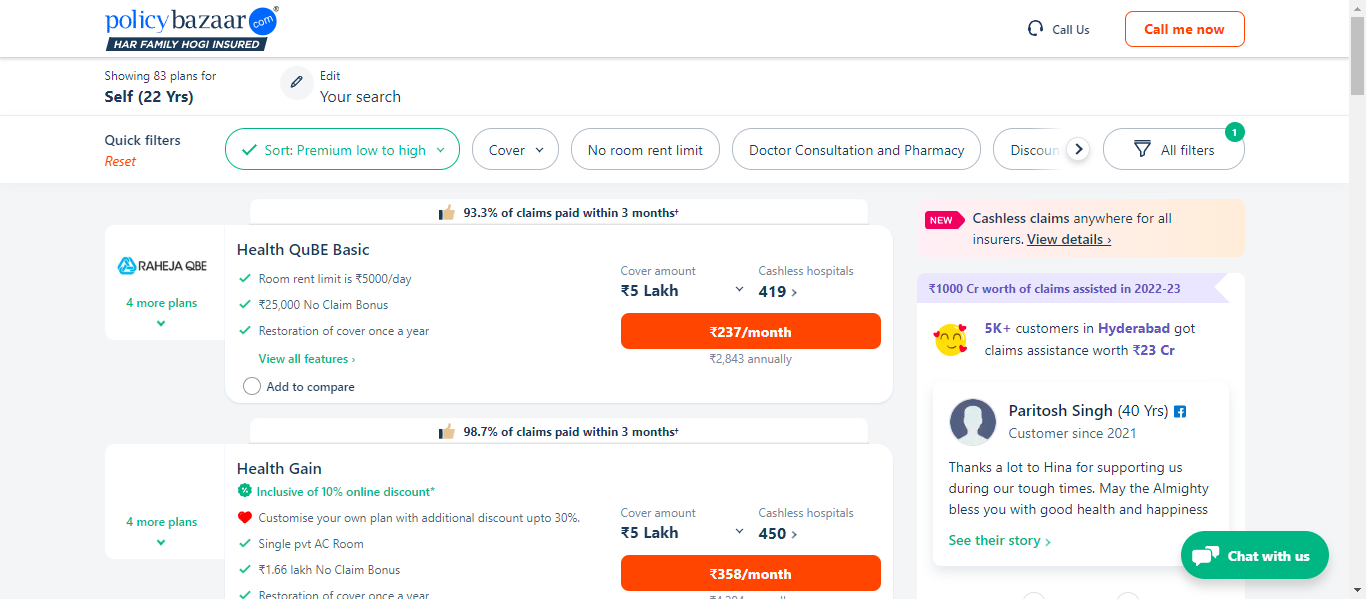 policybazaar.com®
HAR FAMILY HOGI INSURED
Call Us
Call me now
Showing 83 plans for
Self (22 Yrs)
Edit
Your search
Quick filters
Reset
Sort: Premium low to high
Cover
No room rent limit
Doctor Consultation and Pharmacy
Discoun
All filters
1
93.3% of claims paid within 3 months†
RAHEJA QBE
4 more plans
Health QuBE Basic
Room rent limit is ₹5000/day
₹25,000 No Claim Bonus
Restoration of cover once a year
View all features ›
Add to compare
Cover amount
₹5 Lakh
Cashless hospitals
419 ›
₹237/month
₹2,843 annually
98.7% of claims paid within 3 months†
4 more plans
Health Gain
Inclusive of 10% online discount*
Customise your own plan with additional discount upto 30%.
Single pvt AC Room
₹1.66 lakh No Claim Bonus
Restoration of cover once a year
Cover amount
₹5 Lakh
Cashless hospitals
450 ›
₹358/month
NEW
Cashless claims anywhere for all
insurers. View details ›
₹1000 Cr worth of claims assisted in 2022-23
5K+ customers in Hyderabad got
claims assistance worth ₹23 Cr
Paritosh Singh (40 Yrs)
Customer since 2021
Thanks a lot to Hina for supporting us
during our tough times. May the Almighty
bless you with good health and happiness
See their story ›
Chat with us